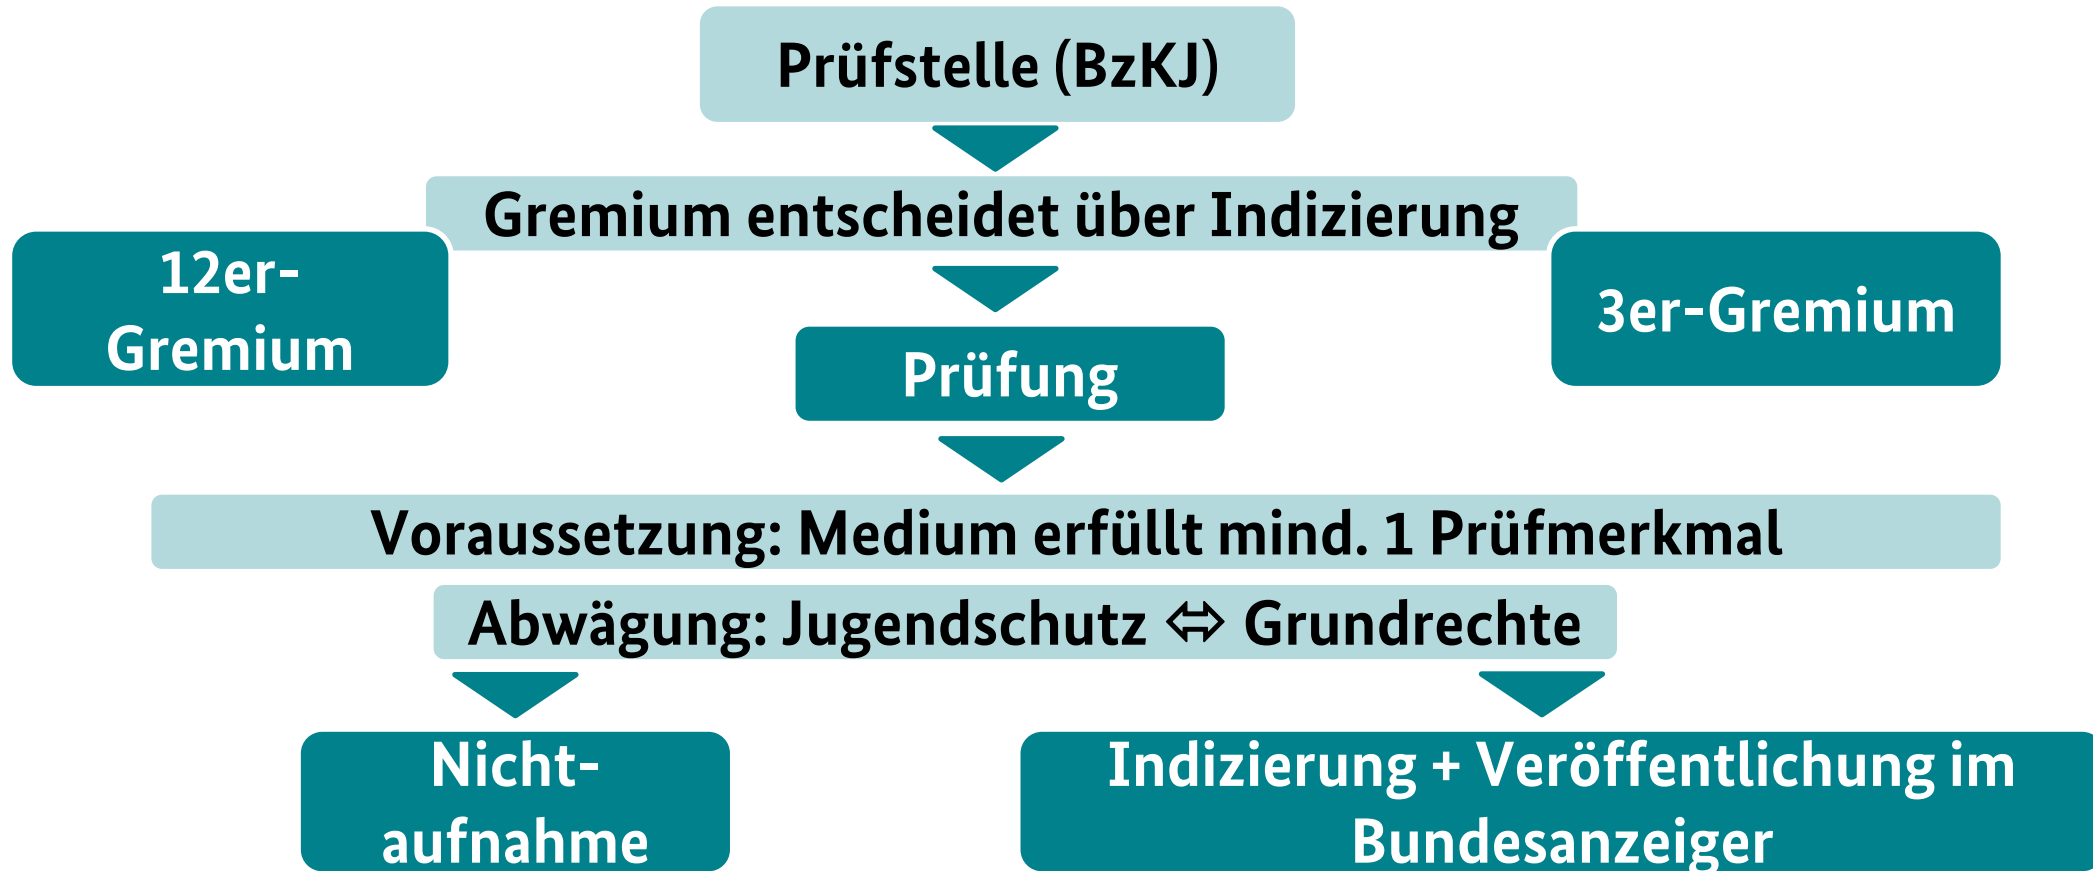 Prüfstelle (BzKJ)
Gremium entscheidet über Indizierung
12er-
Gremium
3er-Gremium
Prüfung
Voraussetzung: Medium erfüllt mind. 1 Prüfmerkmal
Abwägung: Jugendschutz ⬄ Grundrechte
Nicht-
aufnahme
Indizierung + Veröffentlichung im
Bundesanzeiger